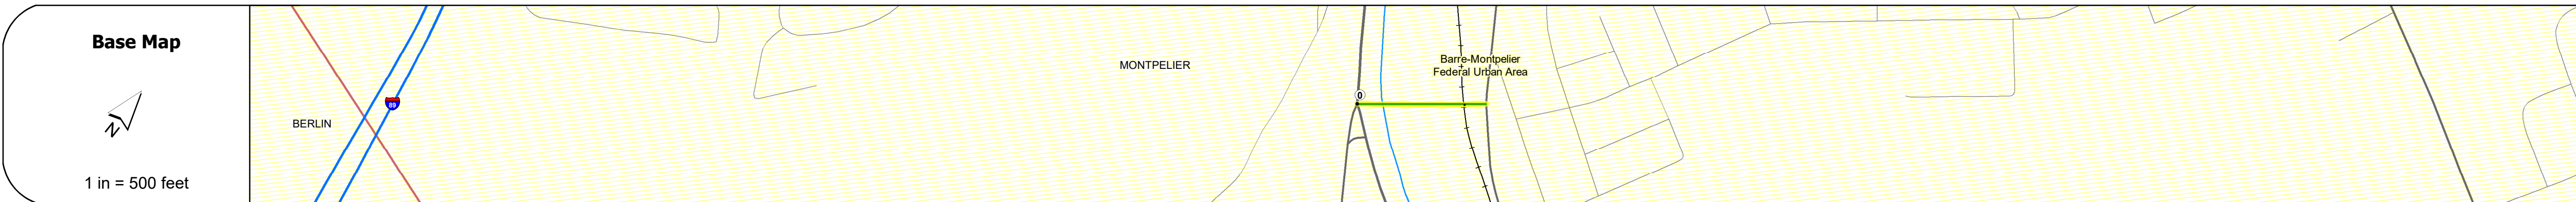 Base Map
N
1 in = 500 feet
BERLIN
89
MONTPELIER
0
Barre-Montpelier
Federal Urban Area